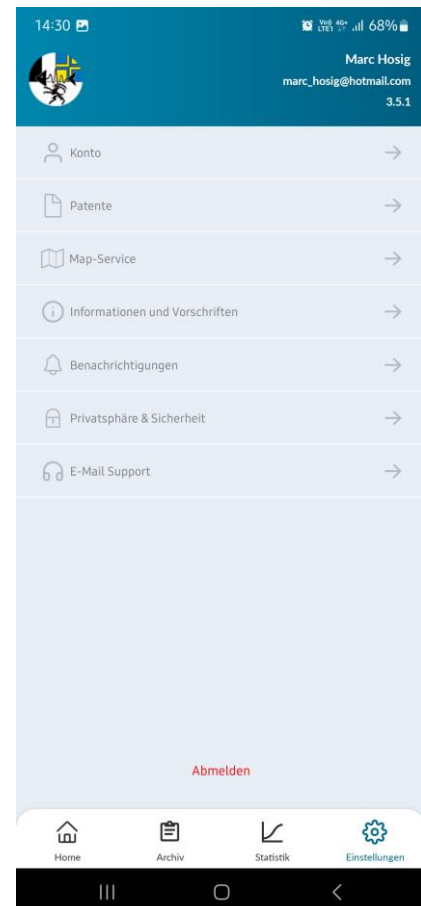 14:30 68%
Marc Hosig
marc_hosig@hotmail.com
3.5.1
Konto
Patente
Map-Service
Informationen und Vorschriften
Benachrichtigungen
Privatsphäre & Sicherheit
E-Mail Support
Abmelden
Home Archiv Statistik Einstellungen